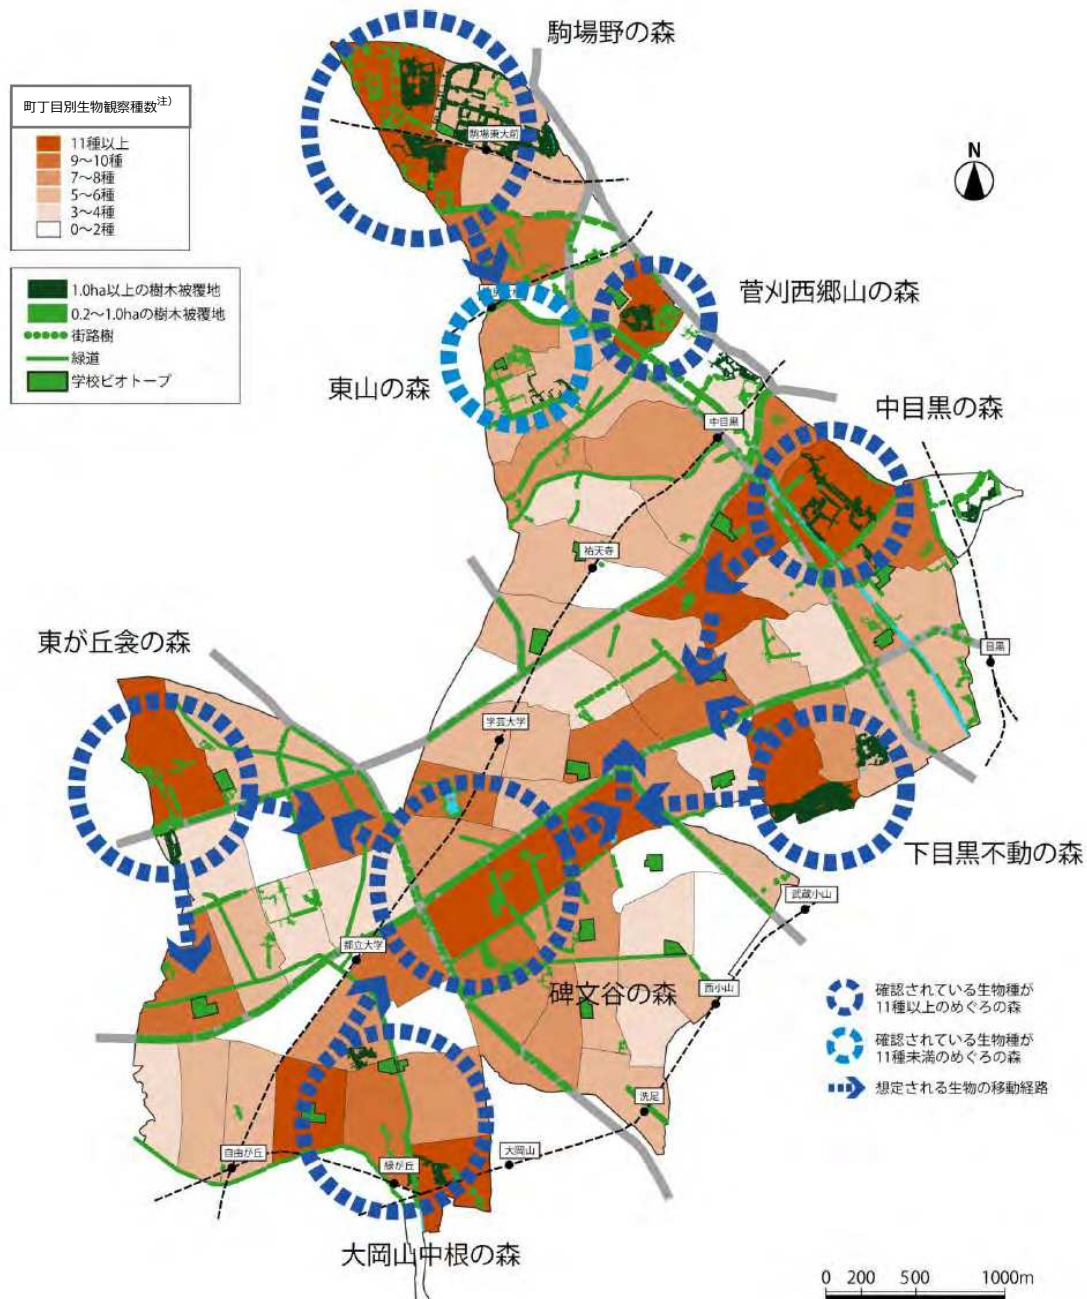 駒場野の森
町丁目別生物観察種数注）
11種以上
9～10種
7～8種
5～6種
3～4種
0～2種
駒場東大前
N
1.0ha以上の樹木被覆地
0.2～1.0haの樹木被覆地
街路樹
緑道
学校ビオトープ
菅刈西郷山の森
東山の森
中目黒の森
中目黒
祐天寺
東が丘衾の森
目黒
学芸大学
下目黒不動の森
武蔵小山
都立大学
碑文谷の森
西小山
確認されている生物種が
11種以上のめぐろの森
確認されている生物種が
11種未満のめぐろの森
想定される生物の移動経路
洗足
自由が丘
緑が丘
大岡山
大岡山中根の森
0 200 500 1000m